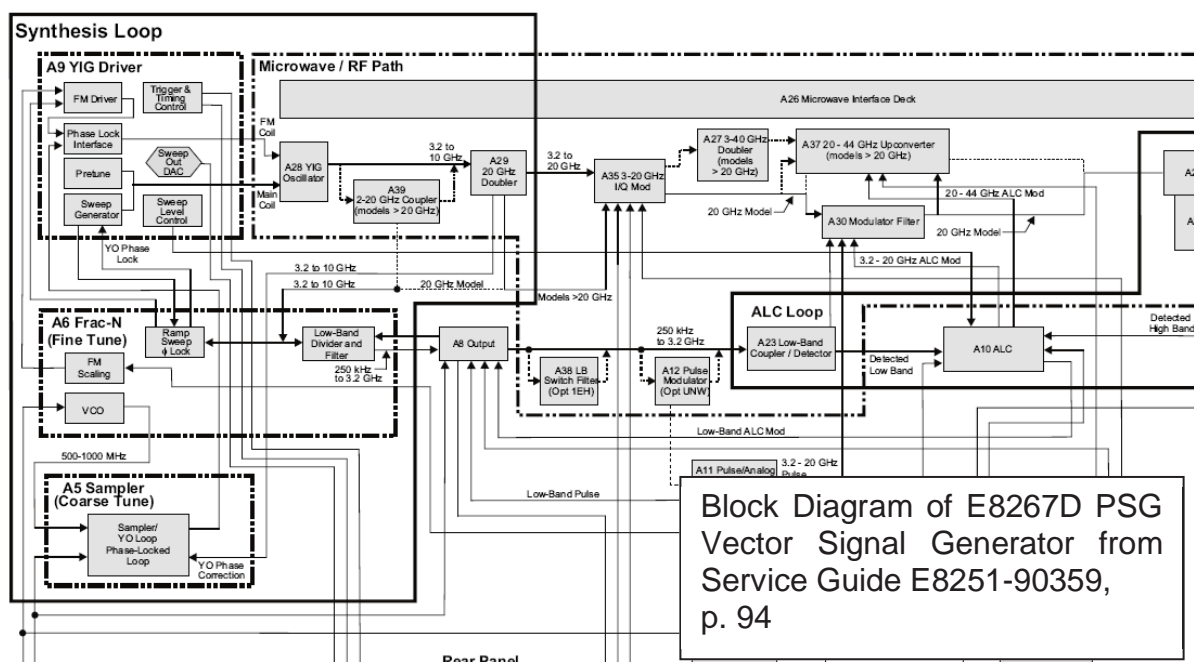 Synthesis Loop
A9 YIG Driver
FM Driver
Trigger &
Timing
Control
Phase Lock
Interface
Sweep
Out
DAC
Pretune
Sweep
Generator
Sweep
Level
Control
YO Phase
Lock
Microwave / RF Path
A26 Microwave Interface Deck
FM
Coil
Main
Coil
A28 YIG
Oscillator
3.2 to
10 GHz
A39
2-20 GHz Coupler
(models > 20 GHz)
A29
20 GHz
Doubler
3.2 to
20 GHz
A35 3-20 GHz
I/Q Mod
A27 3-40 GHz
Doubler
(models
> 20 GHz)
A37 20 - 44 GHz Upconverter
(models > 20 GHz)
20 - 44 GHz ALC Mod
20 GHz Model
A30 Modulator Filter
20 GHz Model
3.2 - 20 GHz ALC Mod
3.2 to 10 GHz
3.2 to 10 GHz
20 GHz Model
Models >20 GHz
A6 Frac-N
(Fine Tune)
Ramp
Sweep
ϕ Lock
Low-Band
Divider and
Filter
FM
Scaling
VCO
250 kHz
to 3.2 GHz
A8 Output
A38 LB
Switch Filter
(Opt 1EH)
A12 Pulse
Modulator
(Opt UNW)
250 kHz
to 3.2 GHz
ALC Loop
A23 Low-Band
Coupler / Detector
Detected
Low Band
A10 ALC
Detected
High Band
Low-Band ALC Mod
500-1000 MHz
A5 Sampler
(Coarse Tune)
Sampler/
YO Loop
Phase-Locked
Loop
YO Phase
Correction
Low-Band Pulse
A11 Pulse/Analog
3.2 - 20 GHz
Pulse
Block Diagram of E8267D PSG
Vector Signal Generator from
Service Guide E8251-90359,
p. 94
Rear Panel